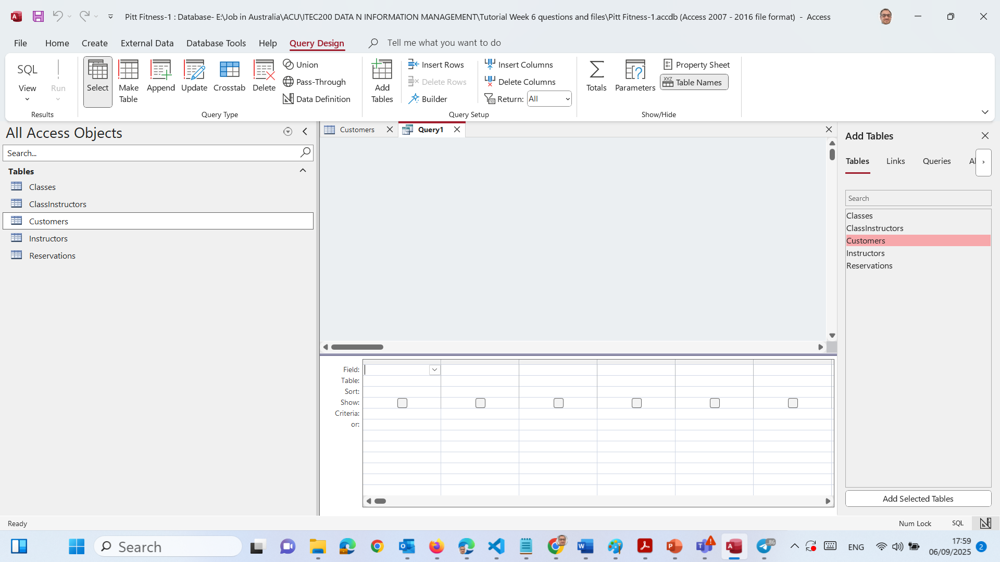 Pitt Fitness-1 : Database- E:\Job in Australia\ACU\ITEC200 DATA N INFORMATION MANAGEMENT\Tutorial Week 6 questions and files\Pitt Fitness-1.accdb (Access 2007 - 2016 file format) - Access
File Home Create External Data Database Tools Help Query Design Tell me what you want to do
SQL
View
Run
Results
Select
Make
Table
Append
Update
Crosstab
Delete
Union
Pass-Through
Data Definition
Query Type
Add
Tables
Insert Rows
Delete Rows
Builder
Insert Columns
Delete Columns
Return: All
Query Setup
Totals
Parameters
Property Sheet
XYZ Table Names
Show/Hide
All Access Objects
Search...
Tables
Classes
ClassInstructors
Customers
Instructors
Reservations
Customers
Query1
Field:
Table:
Sort:
Show:
Criteria:
or:
Add Tables
Tables Links Queries Al
Search
Classes
ClassInstructors
Customers
Instructors
Reservations
Add Selected Tables
Ready
Num Lock
SQL
Search
86
ENG
17:59
06/09/2025
2